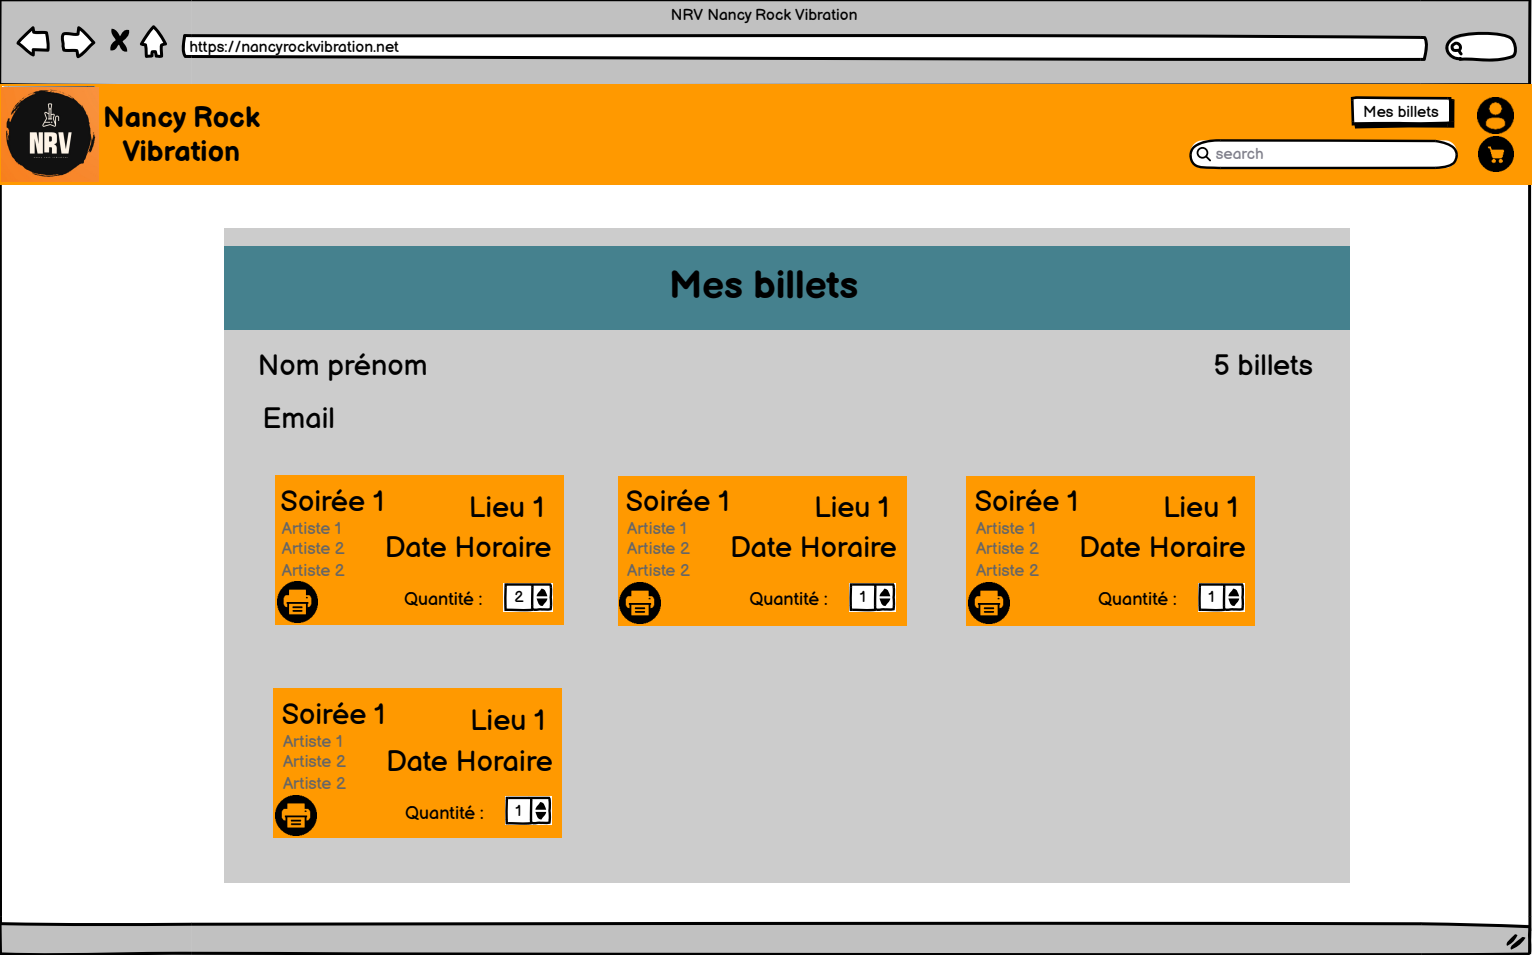 NRV Nancy Rock Vibration
https://nancyrockvibration.net
NRV
Nancy Rock
Vibration
Mes billets
search
Mes billets
Nom prénom
5 billets
Email
Soirée 1
Lieu 1
Artiste 1
Artiste 2
Date Horaire
Artiste 2
Quantité :
2
Soirée 1
Lieu 1
Artiste 1
Artiste 2
Date Horaire
Artiste 2
Quantité :
1
Soirée 1
Lieu 1
Artiste 1
Artiste 2
Date Horaire
Artiste 2
Quantité :
1
Soirée 1
Lieu 1
Artiste 1
Artiste 2
Date Horaire
Artiste 2
Quantité :
1